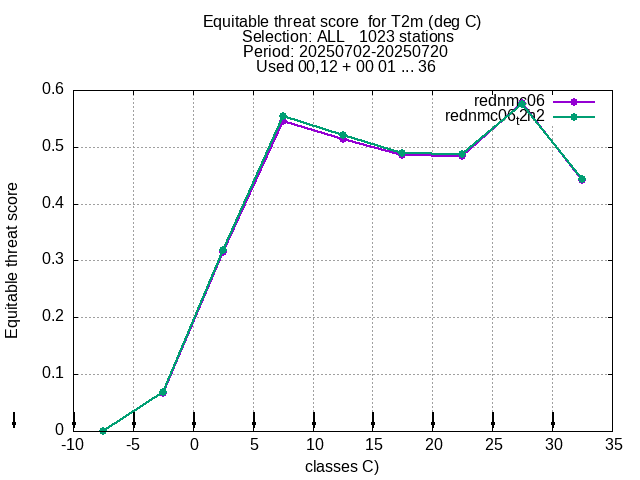 Equitable threat score  for T2m (deg C)
Selection: ALL   1023 stations
Period: 20250702-20250720
Used 00,12 + 00 01 ... 36
rednmc06
rednmc06t2h2
Equitable threat score
0.6
0.5
0.4
0.3
0.2
0.1
0
-10 -5 0 5 10 15 20 25 30 35
classes C)